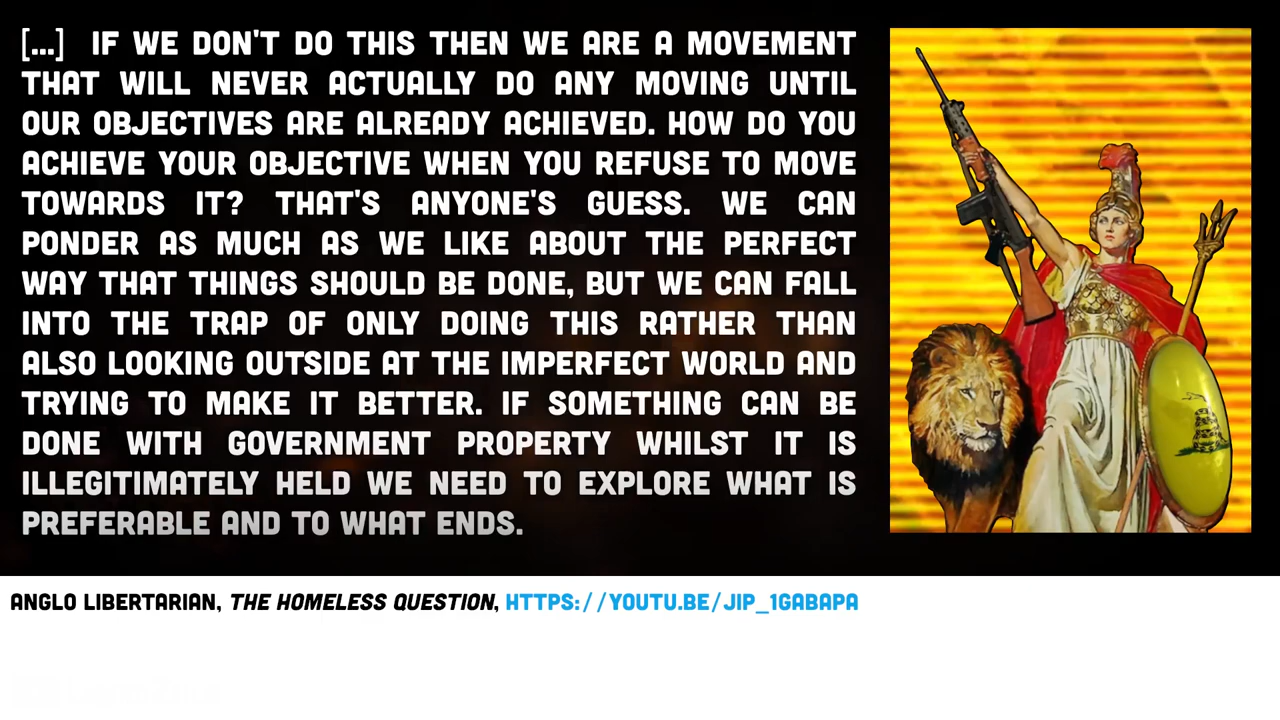 [...] IF WE DON'T DO THIS THEN WE ARE A MOVEMENT
THAT WILL NEVER ACTUALLY DO ANY MOVING UNTIL
OUR OBJECTIVES ARE ALREADY ACHIEVED. HOW DO YOU
ACHIEVE YOUR OBJECTIVE WHEN YOU REFUSE TO MOVE
TOWARDS IT? THAT'S ANYONE'S GUESS. WE CAN
PONDER AS MUCH AS WE LIKE ABOUT THE PERFECT
WAY THAT THINGS SHOULD BE DONE, BUT WE CAN FALL
INTO THE TRAP OF ONLY DOING THIS RATHER THAN
ALSO LOOKING OUTSIDE AT THE IMPERFECT WORLD AND
TRYING TO MAKE IT BETTER. IF SOMETHING CAN BE
DONE WITH GOVERNMENT PROPERTY WHILST IT IS
ILLEGITIMATELY HELD WE NEED TO EXPLORE WHAT IS
PREFERABLE AND TO WHAT ENDS.
ANGLO LIBERTARIAN, THE HOMELESS QUESTION, HTTPS://YOUTU.BE/JIP_1GABAPA